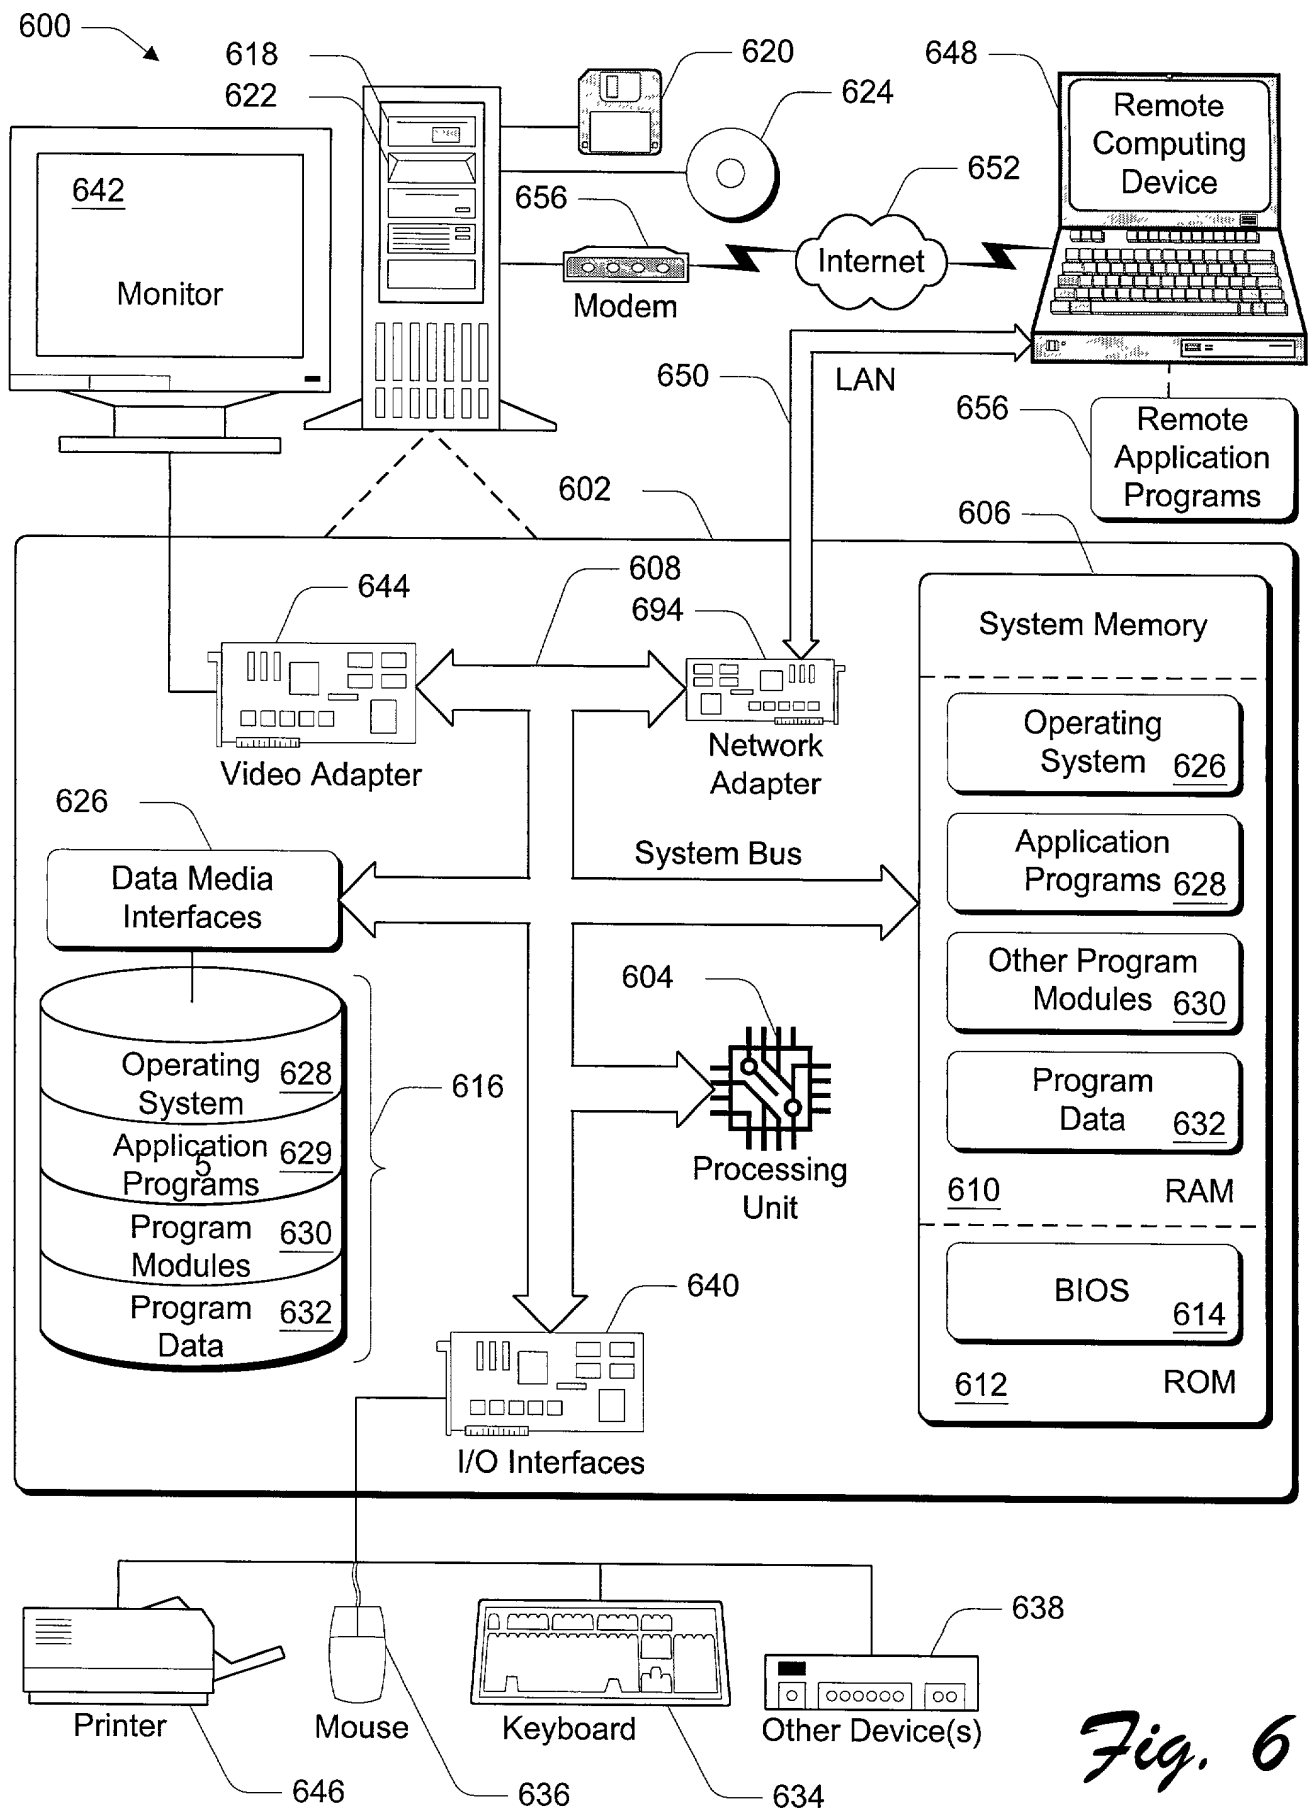 600
618
622
620
624
648
Remote
Computing
Device
642
Monitor
656
Modem
652
Internet
650
LAN
656
Remote
Application
Programs
602
606
644
608
694
Video Adapter
Network
Adapter
System Memory
Operating
System 626
Application
Programs 628
Other Program
Modules 630
Program
Data 632
610 RAM
BIOS
614
612 ROM
626
Data Media
Interfaces
System Bus
604
Processing
Unit
Operating
System 628
616
Application
5
Programs 629
Program
Modules 630
Program
Data 632
640
I/O Interfaces
638
Printer
Mouse
Keyboard
Other Device(s)
646
636
634
Fig. 6